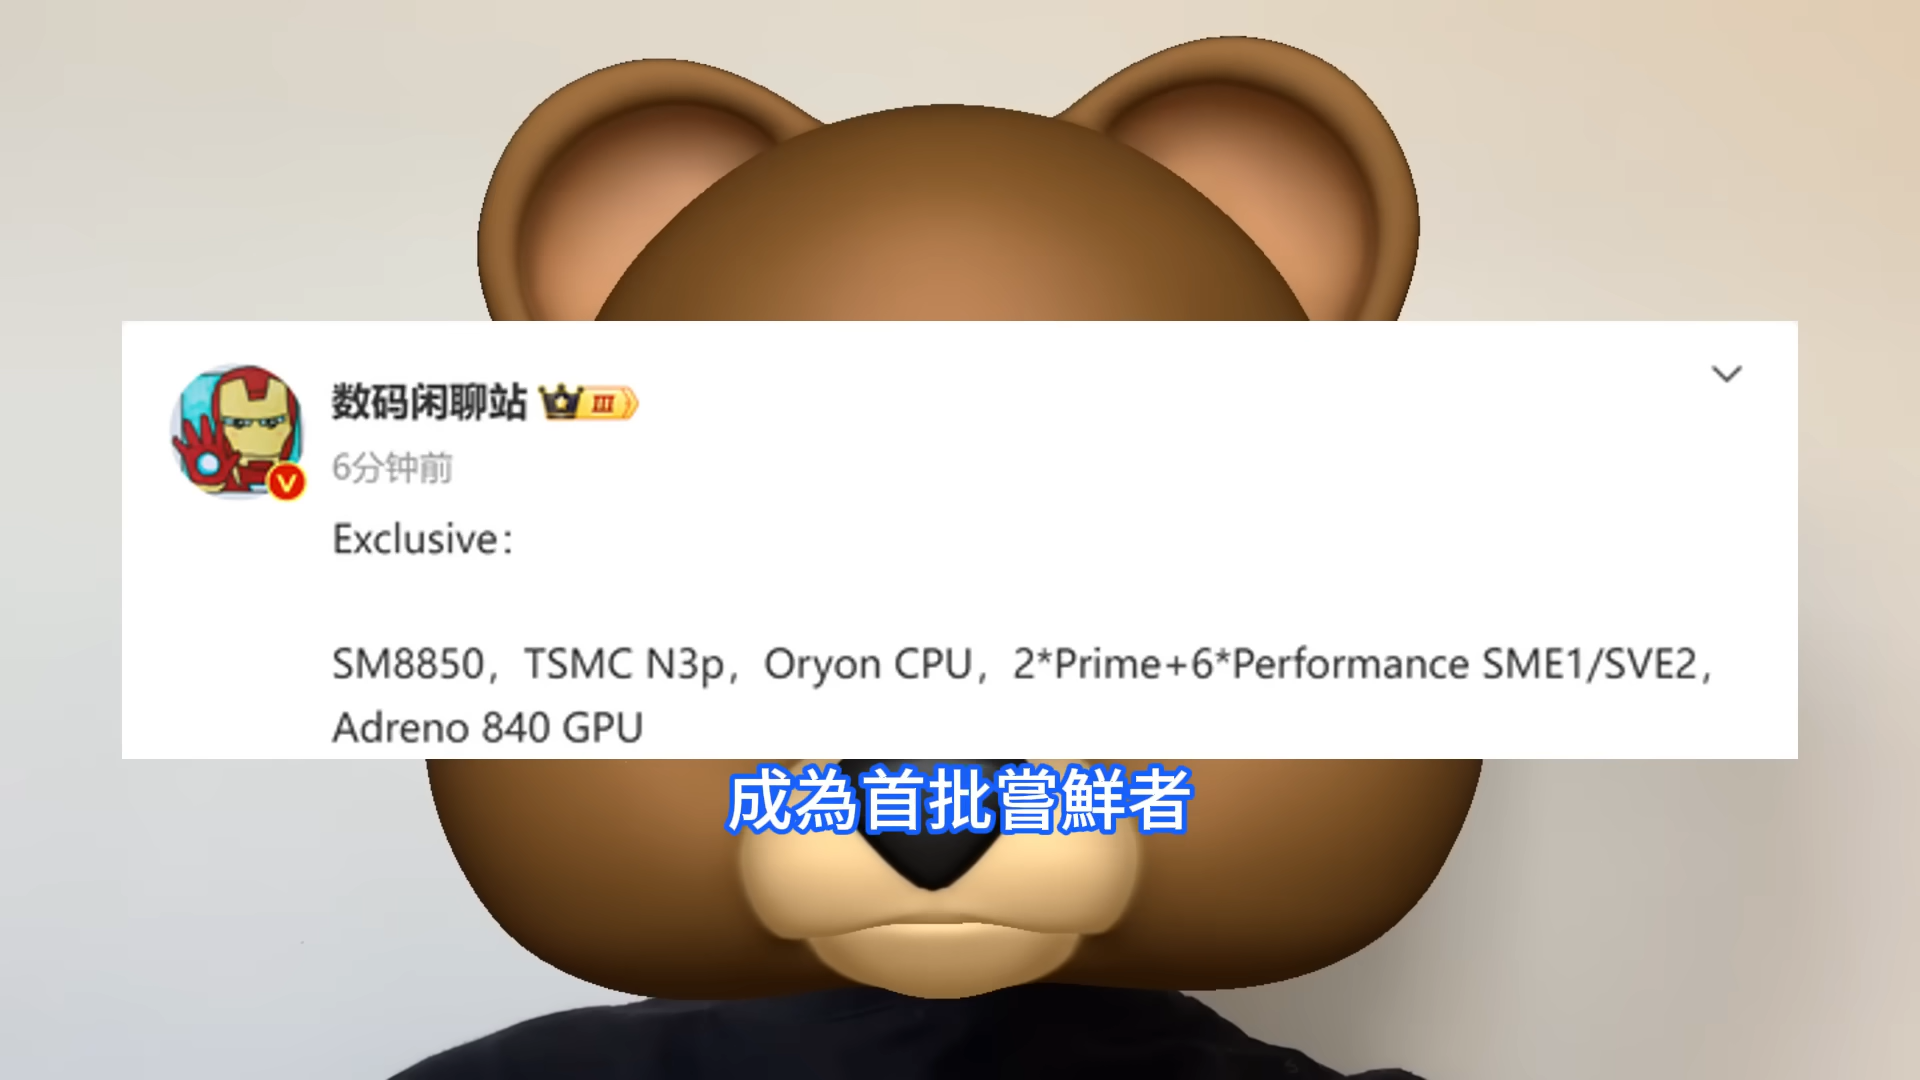 数码闲聊站 III
6分钟前
Exclusive：
SM8850，TSMC N3p，Oryon CPU，2*Prime+6*Performance SME1/SVE2，
Adreno 840 GPU
成為首批嘗鮮者